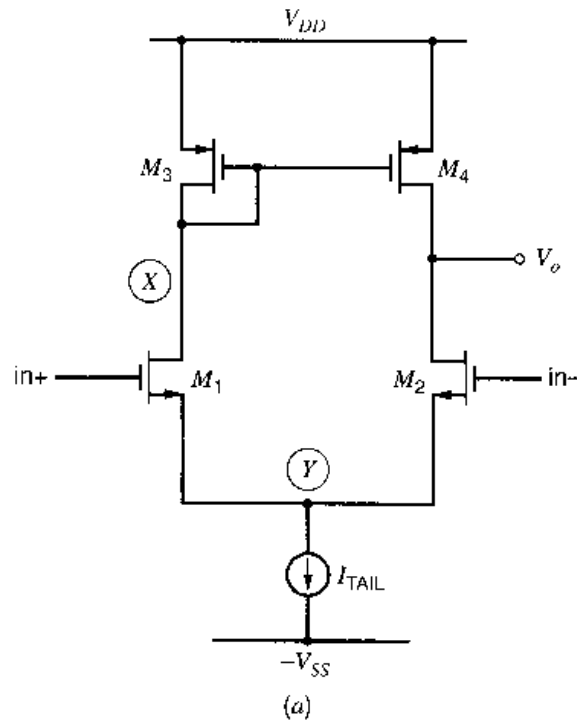 V_DD
M_3
M_4
X
V_o
in+
M_1
M_2
in–
Y
I_TAIL
–V_SS
(a)